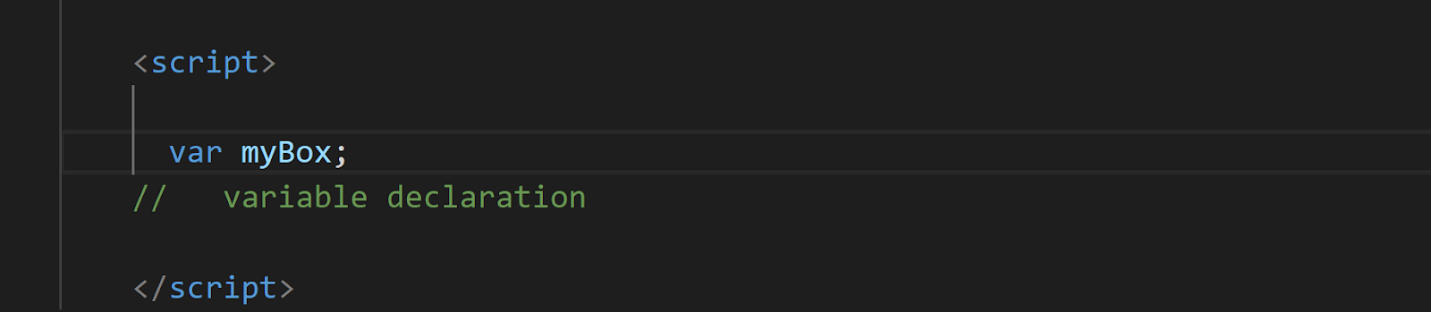 <script>
var myBox;
//   variable declaration
</script>